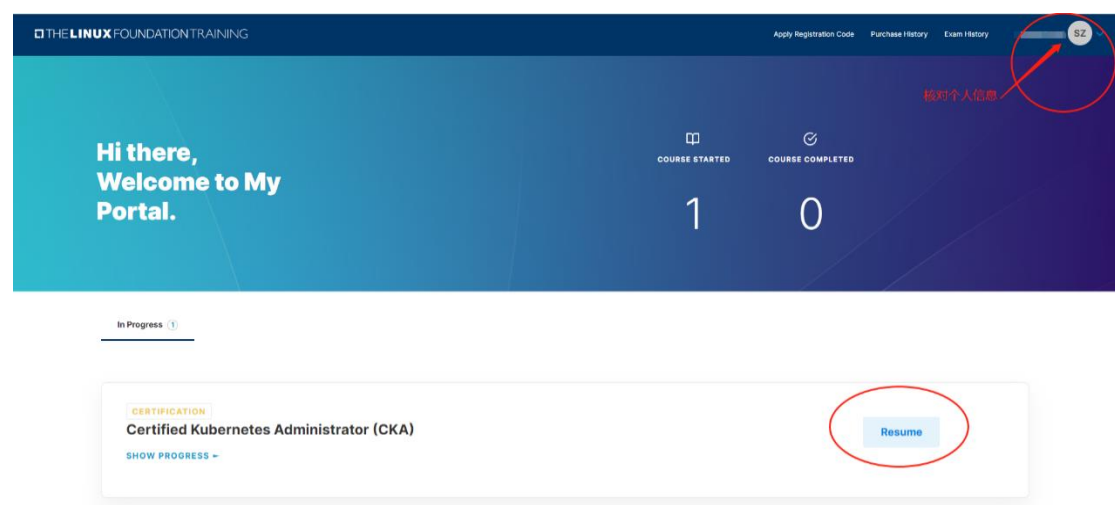 THE LINUX FOUNDATION TRAINING
Apply Registration Code Purchase History Exam History
SZ
核对个人信息
Hi there,
Welcome to My
Portal.
COURSE STARTED
1
COURSE COMPLETED
0
In Progress 1
CERTIFICATION
Certified Kubernetes Administrator (CKA)
SHOW PROGRESS
Resume